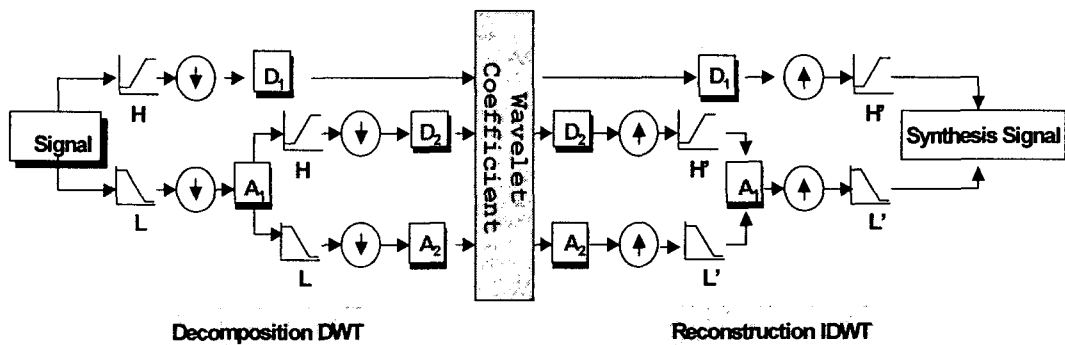 Signal
H
D₁
L
A₁
H
D₂
L
A₂
Wavelet
Coefficient
D₁
H'
D₂
H'
A₁
L'
A₂
L'
Synthesis Signal
Decomposition DWT
Reconstruction IDWT